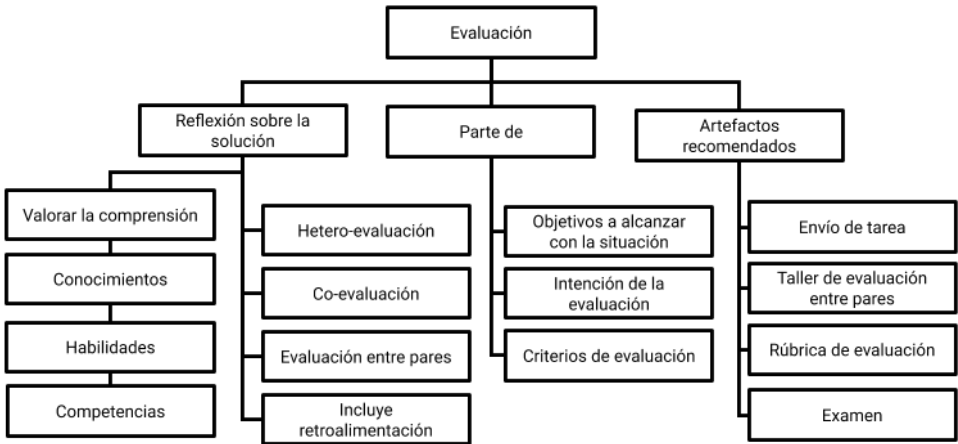 Evaluación
Reflexión sobre la
solución
Parte de
Artefactos
recomendados
Valorar la comprensión
Conocimientos
Habilidades
Competencias
Hetero-evaluación
Co-evaluación
Evaluación entre pares
Incluye
retroalimentación
Objetivos a alcanzar
con la situación
Intención de la
evaluación
Criterios de evaluación
Envío de tarea
Taller de evaluación
entre pares
Rúbrica de evaluación
Examen